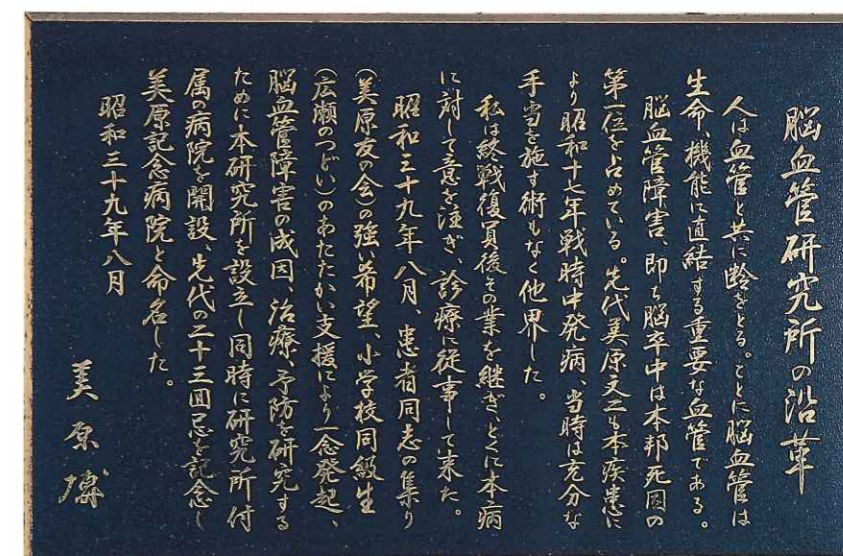 脳血管研究所の沿革
人は血管と共に齢をとる。ことに脳血管は
生命、機能に直結する重要な血管である。
脳血管障害、即ち脳卒中は本邦死因の
第一位を占めている。先代美原文二も本疾患に
より昭和十七年戦時中発病、当時は充分な
手当を施す術もなく他界した。
私は終戦復員後その業を継ぎ、とくに本病
に対して意を注ぎ、診療に従事して来た。
昭和三十九年八月、患者同志の集り
(美原友の会)の強い希望、小学校同級生
(広瀬のつどい)のあたたかい支援により一念発起、
脳血管障害の成因、治療、予防を研究する
ために本研究所を設立し同時に研究所付
属の病院を開設、先代の二十三回忌を記念し
美原記念病院と命名した。
昭和三十九年八月
美原